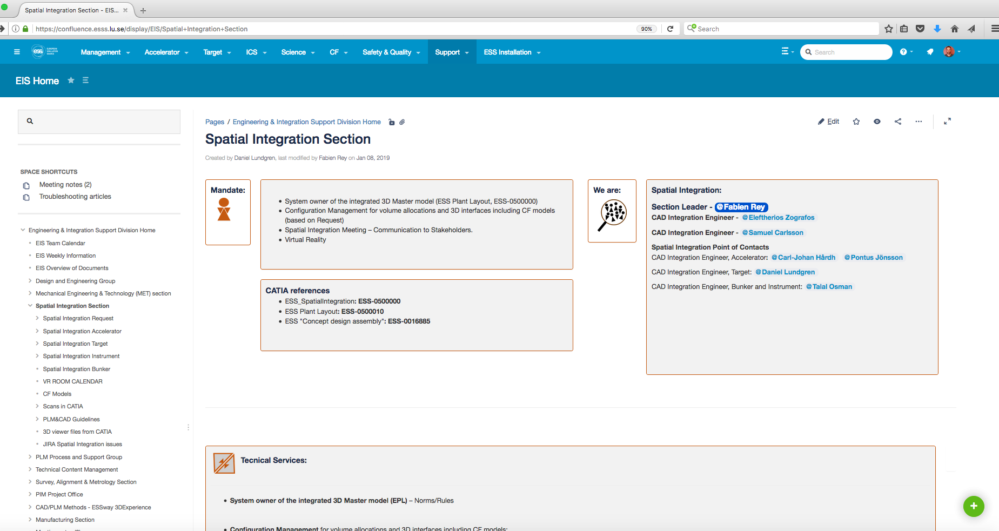 Spatial Integration Section - EIS...
https://confluence.esss.lu.se/display/EIS/Spatial+Integration+Section
90%
Search
ess
EUROPEAN
SPALLATION
SOURCE
Management
Accelerator
Target
ICS
Science
CF
Safety & Quality
Support
ESS Installation
Search
EIS Home
SPACE SHORTCUTS
Meeting notes (2)
Troubleshooting articles
Engineering & Integration Support Division Home
EIS Team Calendar
EIS Weekly Information
EIS Overview of Documents
Design and Engineering Group
Mechanical Engineering & Technology (MET) section
Spatial Integration Section
Spatial Integration Request
Spatial Integration Accelerator
Spatial Integration Target
Spatial Integration Instrument
Spatial Integration Bunker
VR ROOM CALENDAR
CF Models
Scans in CATIA
PLM&CAD Guidelines
3D viewer files from CATIA
JIRA Spatial Integration issues
PLM Process and Support Group
Technical Content Management
Survey, Alignment & Metrology Section
PIM Project Office
CAD/PLM Methods - ESSway 3DExperience
Manufacturing Section
Pages / Engineering & Integration Support Division Home
Edit
Spatial Integration Section
Created by Daniel Lundgren, last modified by Fabien Rey on Jan 08, 2019
Mandate:
• System owner of the integrated 3D Master model (ESS Plant Layout, ESS-0500000)
• Configuration Management for volume allocations and 3D interfaces including CF models
(based on Request)
• Spatial Integration Meeting – Communication to Stakeholders.
• Virtual Reality
CATIA references
• ESS_SpatialIntegration: ESS-0500000
• ESS Plant Layout: ESS-0500010
• ESS "Concept design assembly": ESS-0016885
We are:
Spatial Integration:
Section Leader - @Fabien Rey
CAD Integration Engineer - @Eleftherios Zografos
CAD Integration Engineer - @Samuel Carlsson
Spatial Integration Point of Contacts
CAD Integration Engineer, Accelerator: @Carl-Johan Hårdh @Pontus Jönsson
CAD Integration Engineer, Target: @Daniel Lundgren
CAD Integration Engineer, Bunker and Instrument: @Talal Osman
Tecnical Services:
• System owner of the integrated 3D Master model (EPL) – Norms/Rules
• Configuration Management for volume allocations and 3D interfaces including CF models: